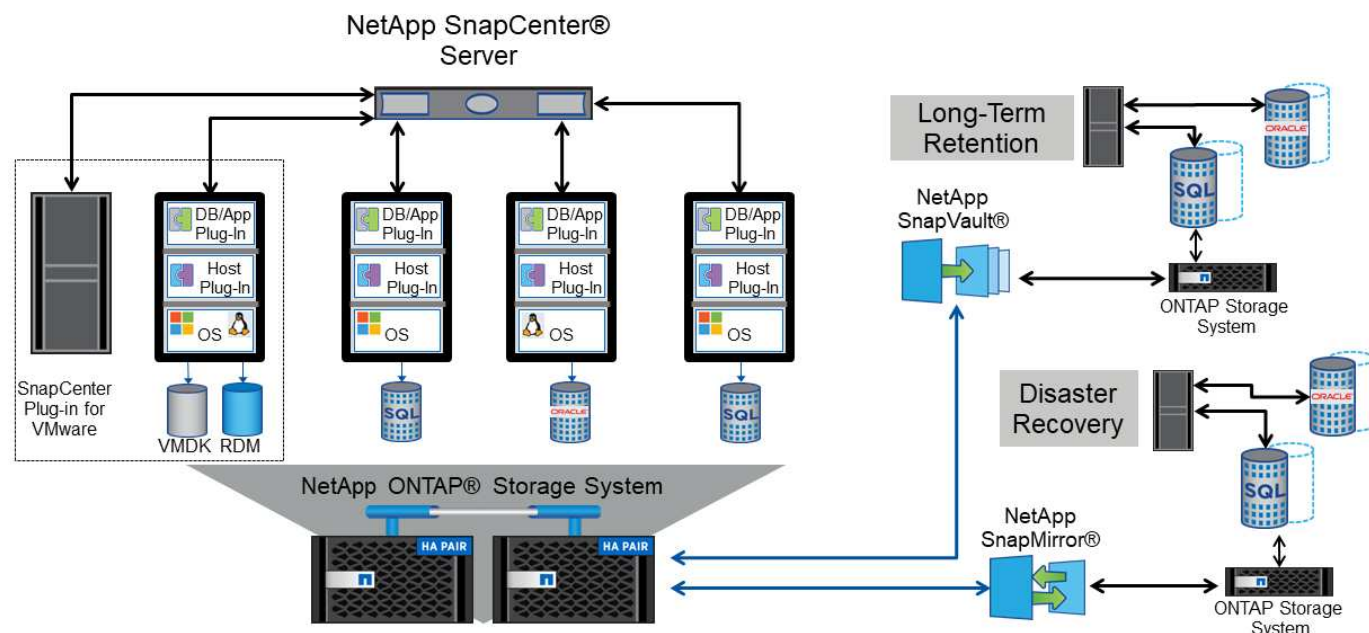 NetApp SnapCenter®
Server
Long-Term
Retention
ORACLE
SQL
NetApp
SnapVault®
ONTAP Storage
System
DB/App
Plug-In
Host
Plug-In
OS
DB/App
Plug-In
Host
Plug-In
OS
DB/App
Plug-In
Host
Plug-In
OS
DB/App
Plug-In
Host
Plug-In
OS
SnapCenter
Plug-in for
VMware
VMDK
RDM
SQL
ORACLE
SQL
Disaster
Recovery
ORACLE
SQL
NetApp ONTAP® Storage System
HA PAIR
HA PAIR
NetApp
SnapMirror®
ONTAP Storage
System